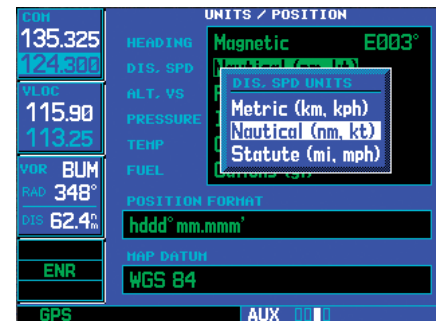 COM
135.325
124.300
VLOC
115.90
113.25
VOR BUM
RAD 348°
DIS 62.4nm
ENR
GPS
UNITS / POSITION
HEADING Magnetic E003°
DIS, SPD
ALT, VS
PRESSURE
TEMP
FUEL
DIS, SPD UNITS
Metric (km, kph)
Nautical (nm, kt)
Statute (mi, mph)
POSITION FORMAT
hddd°mm.mmm'
MAP DATUM
WGS 84
AUX